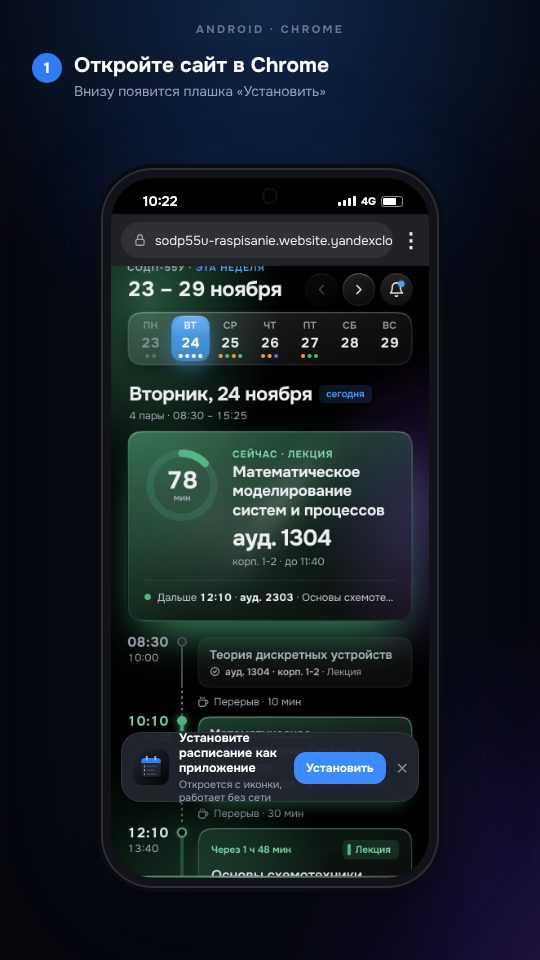 ANDROID · CHROME
1 Откройте сайт в Chrome
Внизу появится плашка «Установить»
10:22 4G
sodp55u-raspisanie.website.yandexclo
СОДП-55У · ЭТА НЕДЕЛЯ
23 – 29 ноября
ПН ВТ СР ЧТ ПТ СБ ВС
23 24 25 26 27 28 29
Вторник, 24 ноября сегодня
4 пары · 08:30 – 15:25
СЕЙЧАС · ЛЕКЦИЯ
78
мин
Математическое
моделирование
систем и процессов
ауд. 1304
корп. 1-2 · до 11:40
Дальше 12:10 · ауд. 2303 · Основы схемоте...
08:30
10:00
Теория дискретных устройств
ауд. 1304 · корп. 1-2 · Лекция
Перерыв · 10 мин
10:10
Установите
расписание как
приложение
Откроется с иконки,
работает без сети
Установить
Перерыв · 30 мин
12:10
13:40
Через 1 ч 48 мин
Лекция
Основы схемотехники